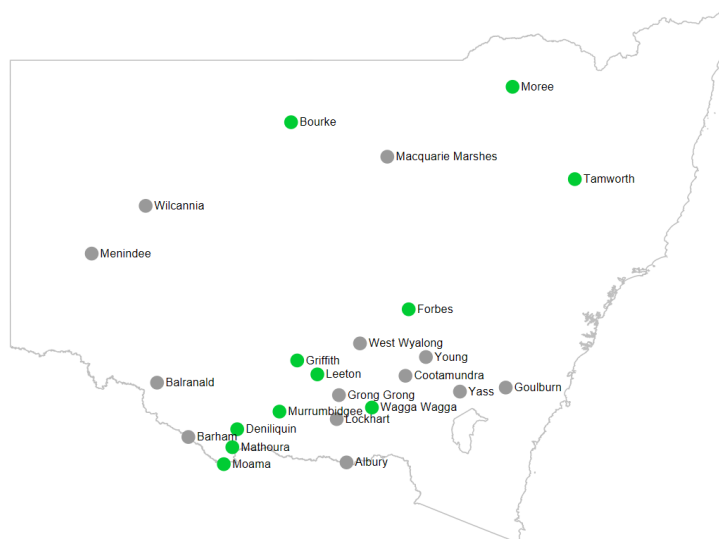 Moree
Bourke
Macquarie Marshes
Tamworth
Wilcannia
Menindee
Forbes
West Wyalong
Young
Griffith
Leeton
Cootamundra
Balranald
Goulburn
Yass
Grong Grong
Wagga Wagga
Murrumbidgee
Lockhart
Deniliquin
Barham
Mathoura
Albury
Moama